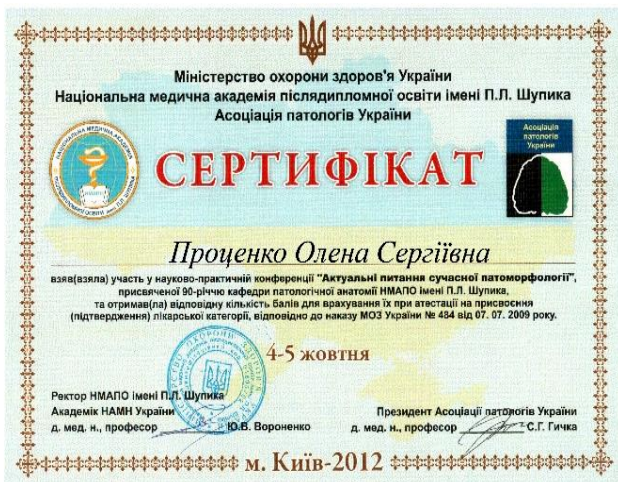 Міністерство охорони здоров'я України
Національна медична академія післядипломної освіти імені П.Л. Шупика
Асоціація патологів України
Асоціація
патологів
України
СЕРТИФІКАТ
Проценко Олена Сергіївна
взяв(взяла) участь у науково-практичній конференції "Актуальні питання сучасної патоморфології",
присвяченої 90-річчю кафедри патологічної анатомії НМАПО імені П.Л. Шупика,
та отримав(ла) відповідну кількість балів для врахування їх при атестації на присвоєння
(підтвердження) лікарської категорії, відповідно до наказу МОЗ України № 484 від 07. 07. 2009 року.
4-5 жовтня
Ректор НМАПО імені П.Л. Шупика
Академік НАМН України
д. мед. н., професор Ю.В. Вороненко
Президент Асоціації патологів України
д. мед. н., професор С.Г. Гичка
м. Київ-2012